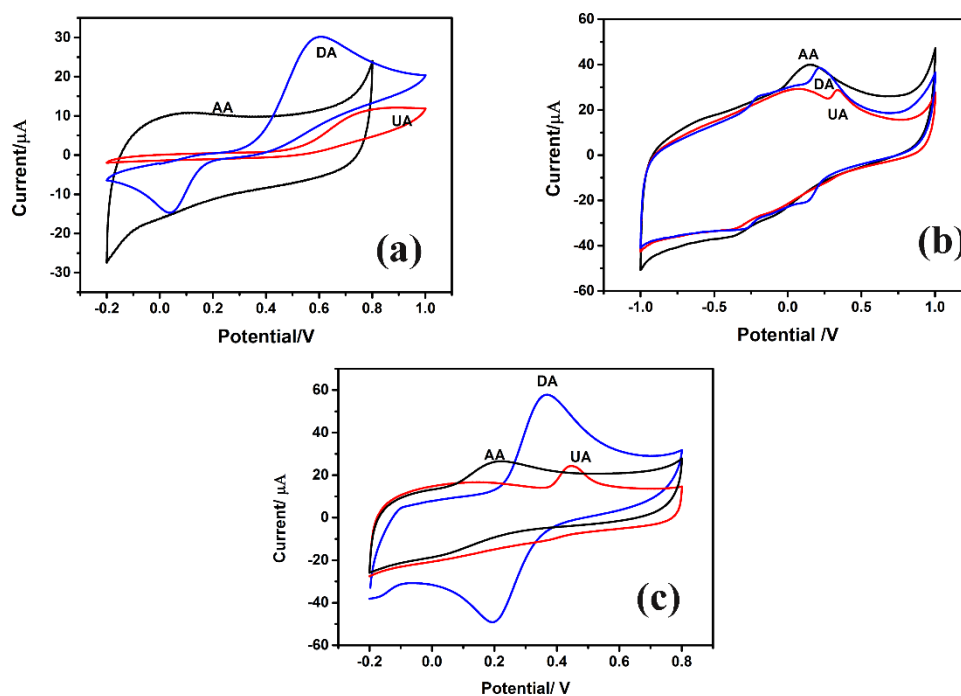 30
20
10
0
-10
-20
-30
Current/µA
DA
AA
UA
(a)
-0.2 0.0 0.2 0.4 0.6 0.8 1.0
Potential/V
60
40
20
0
-20
-40
-60
Current/µA
AA
DA
UA
(b)
-1.0 -0.5 0.0 0.5 1.0
Potential /V
60
40
20
0
-20
-40
-60
Current/ µA
DA
AA
UA
(c)
-0.2 0.0 0.2 0.4 0.6 0.8
Potential/ V